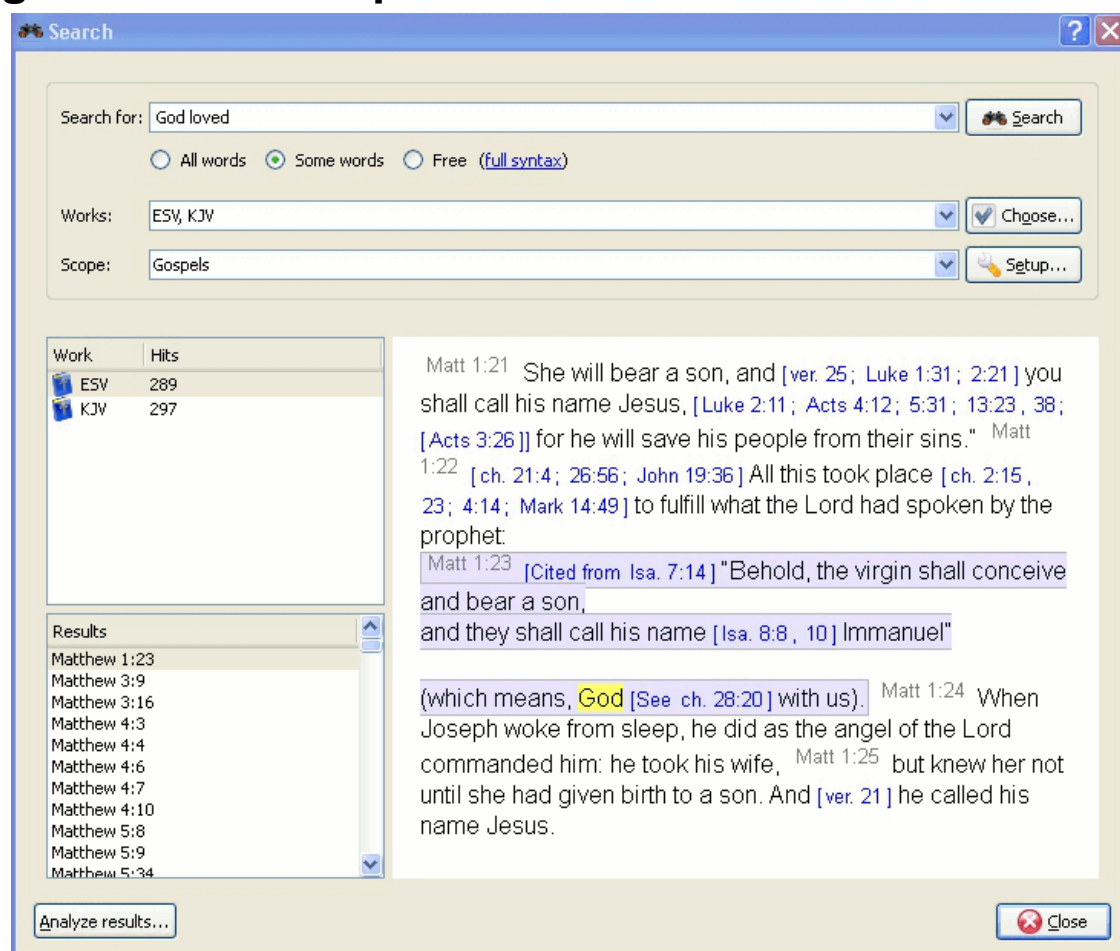 Search
Search for: God loved Search
All words Some words Free (full syntax)
Works: ESV, KJV Choose...
Scope: Gospels Setup...
Work Hits
ESV 289
KJV 297
Results
Matthew 1:23
Matthew 3:9
Matthew 3:16
Matthew 4:3
Matthew 4:4
Matthew 4:6
Matthew 4:7
Matthew 4:10
Matthew 5:8
Matthew 5:9
Matthew 5:34
Matt 1:21 She will bear a son, and [ver. 25; Luke 1:31; 2:21] you
shall call his name Jesus, [Luke 2:11; Acts 4:12; 5:31; 13:23, 38;
[Acts 3:26]] for he will save his people from their sins." Matt
1:22 [ch. 21:4; 26:56; John 19:36] All this took place [ch. 2:15,
23; 4:14; Mark 14:49] to fulfill what the Lord had spoken by the
prophet:
Matt 1:23 [Cited from Isa. 7:14] "Behold, the virgin shall conceive
and bear a son,
and they shall call his name [Isa. 8:8, 10] Immanuel"
(which means, God [See ch. 28:20] with us). Matt 1:24 When
Joseph woke from sleep, he did as the angel of the Lord
commanded him: he took his wife, Matt 1:25 but knew her not
until she had given birth to a son. And [ver. 21] he called his
name Jesus.
Analyze results... Close